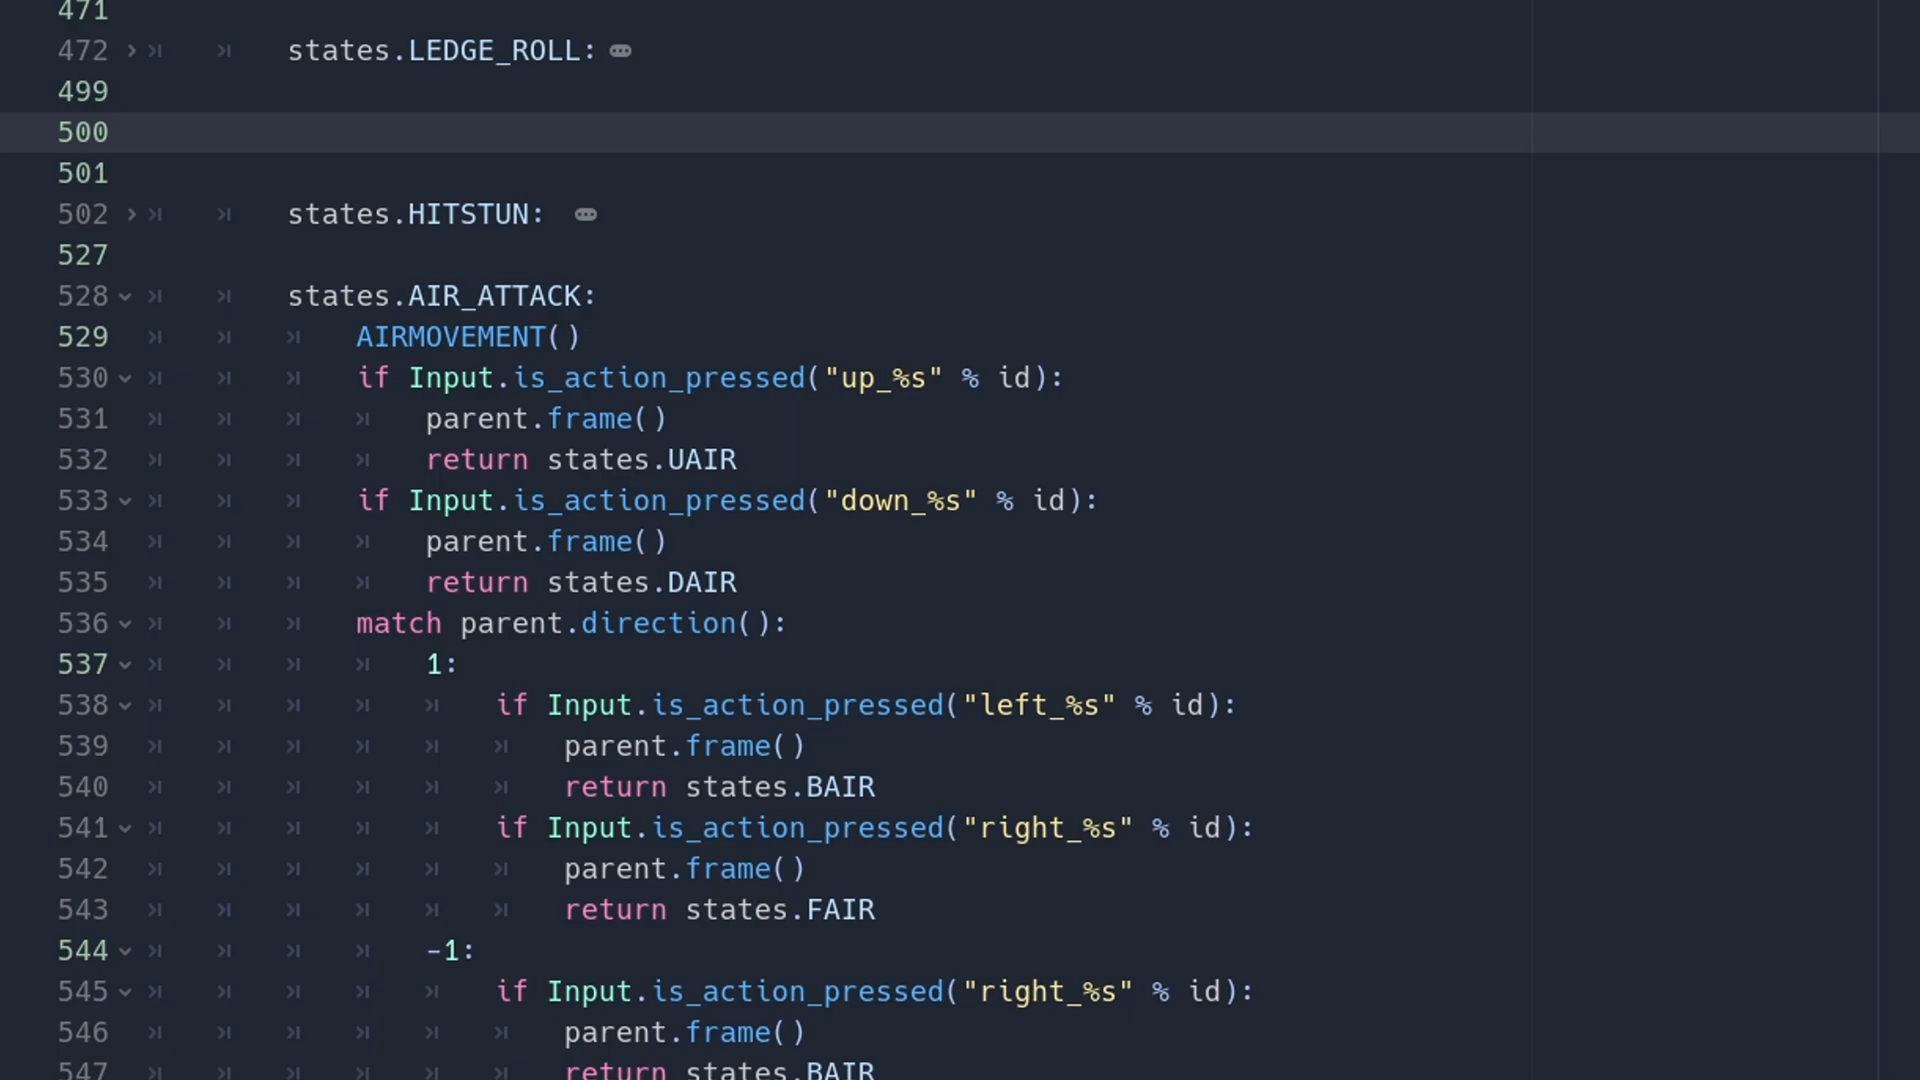 471
472 states.LEDGE_ROLL:
499
500
501
502 states.HITSTUN:
527
528 states.AIR_ATTACK:
529 AIRMOVEMENT()
530 if Input.is_action_pressed("up_%s" % id):
531 parent.frame()
532 return states.UAIR
533 if Input.is_action_pressed("down_%s" % id):
534 parent.frame()
535 return states.DAIR
536 match parent.direction():
537 1:
538 if Input.is_action_pressed("left_%s" % id):
539 parent.frame()
540 return states.BAIR
541 if Input.is_action_pressed("right_%s" % id):
542 parent.frame()
543 return states.FAIR
544 -1:
545 if Input.is_action_pressed("right_%s" % id):
546 parent.frame()
547 return states.BAIR